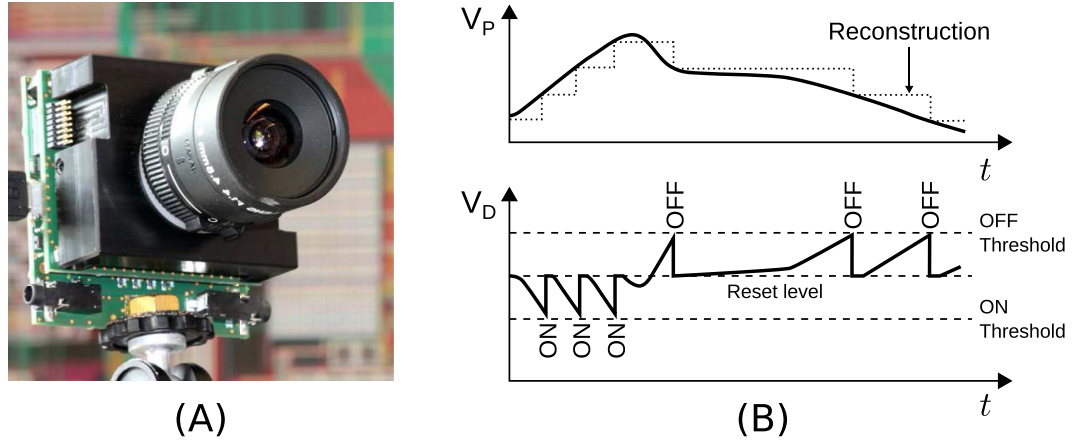 V_P
Reconstruction
t
V_D
OFF
OFF
OFF
OFF
Threshold
Reset level
ON
Threshold
ON
ON
ON
t
(A)
(B)